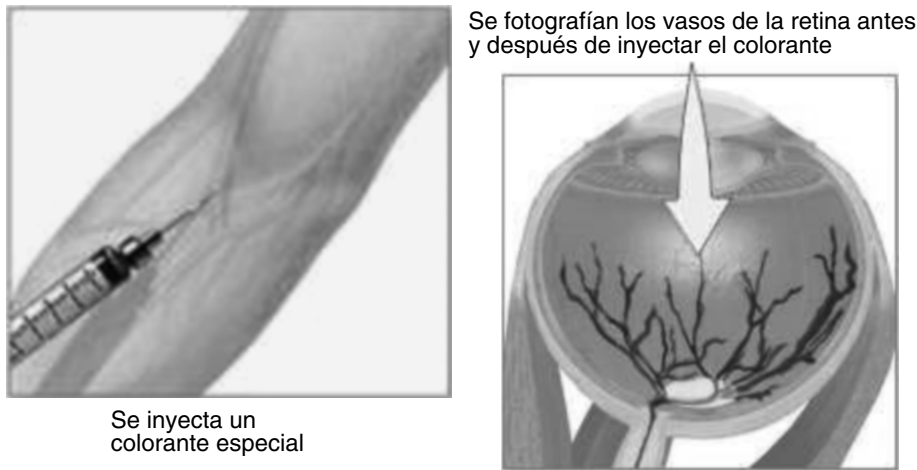 Se fotografían los vasos de la retina antes
y después de inyectar el colorante
Se inyecta un
colorante especial